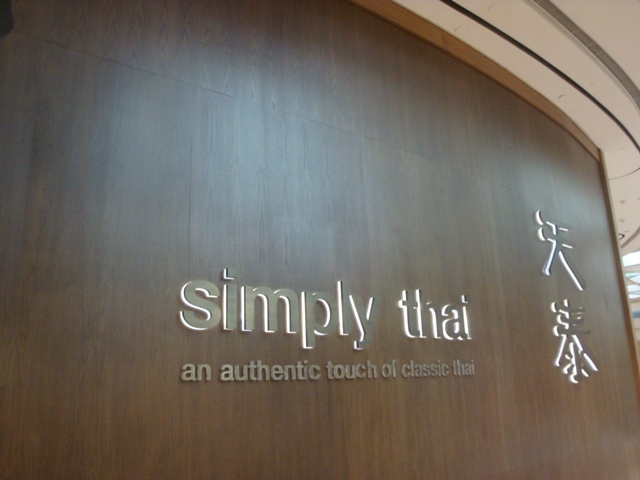 simply thai
an authentic touch of classic thai
天泰